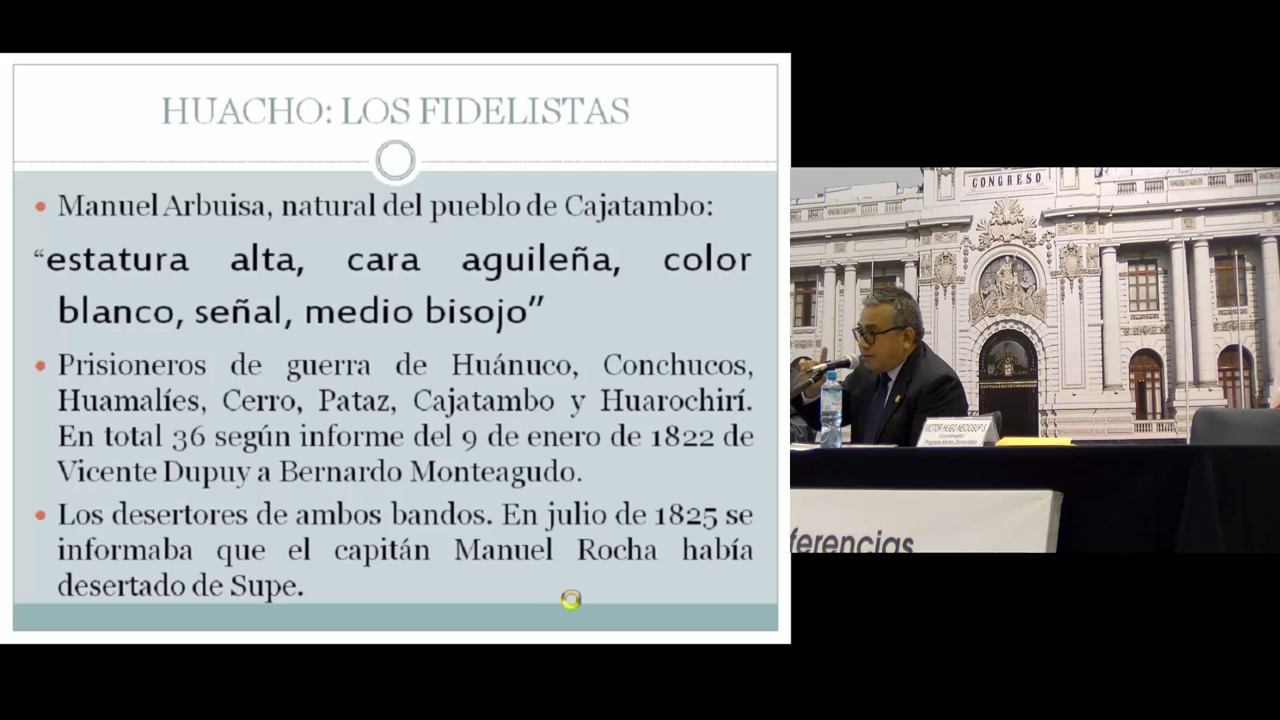 HUACHO: LOS FIDELISTAS
Manuel Arbuisa, natural del pueblo de Cajatambo:
“estatura alta, cara aguileña, color
blanco, señal, medio bisojo”
Prisioneros de guerra de Huánuco, Conchucos,
Huamalíes, Cerro, Pataz, Cajatambo y Huarochirí.
En total 36 según informe del 9 de enero de 1822 de
Vicente Dupuy a Bernardo Monteagudo.
Los desertores de ambos bandos. En julio de 1825 se
informaba que el capitán Manuel Rocha había
desertado de Supe.
CONGRESO
VICTOR HUGO
Coordinador
ferencias